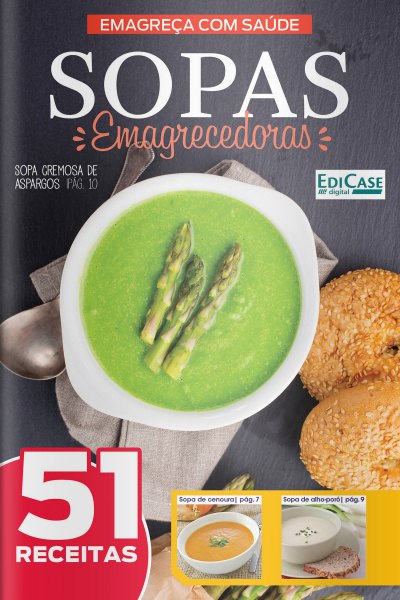 EMAGREÇA COM SAÚDE
SOPAS
Emagrecedoras
SOPA CREMOSA DE
ASPARGOS |PÁG. 10
EDICASE
digital
51
RECEITAS
Sopa de cenoura| pág. 7
Sopa de alho-poró| pág. 9